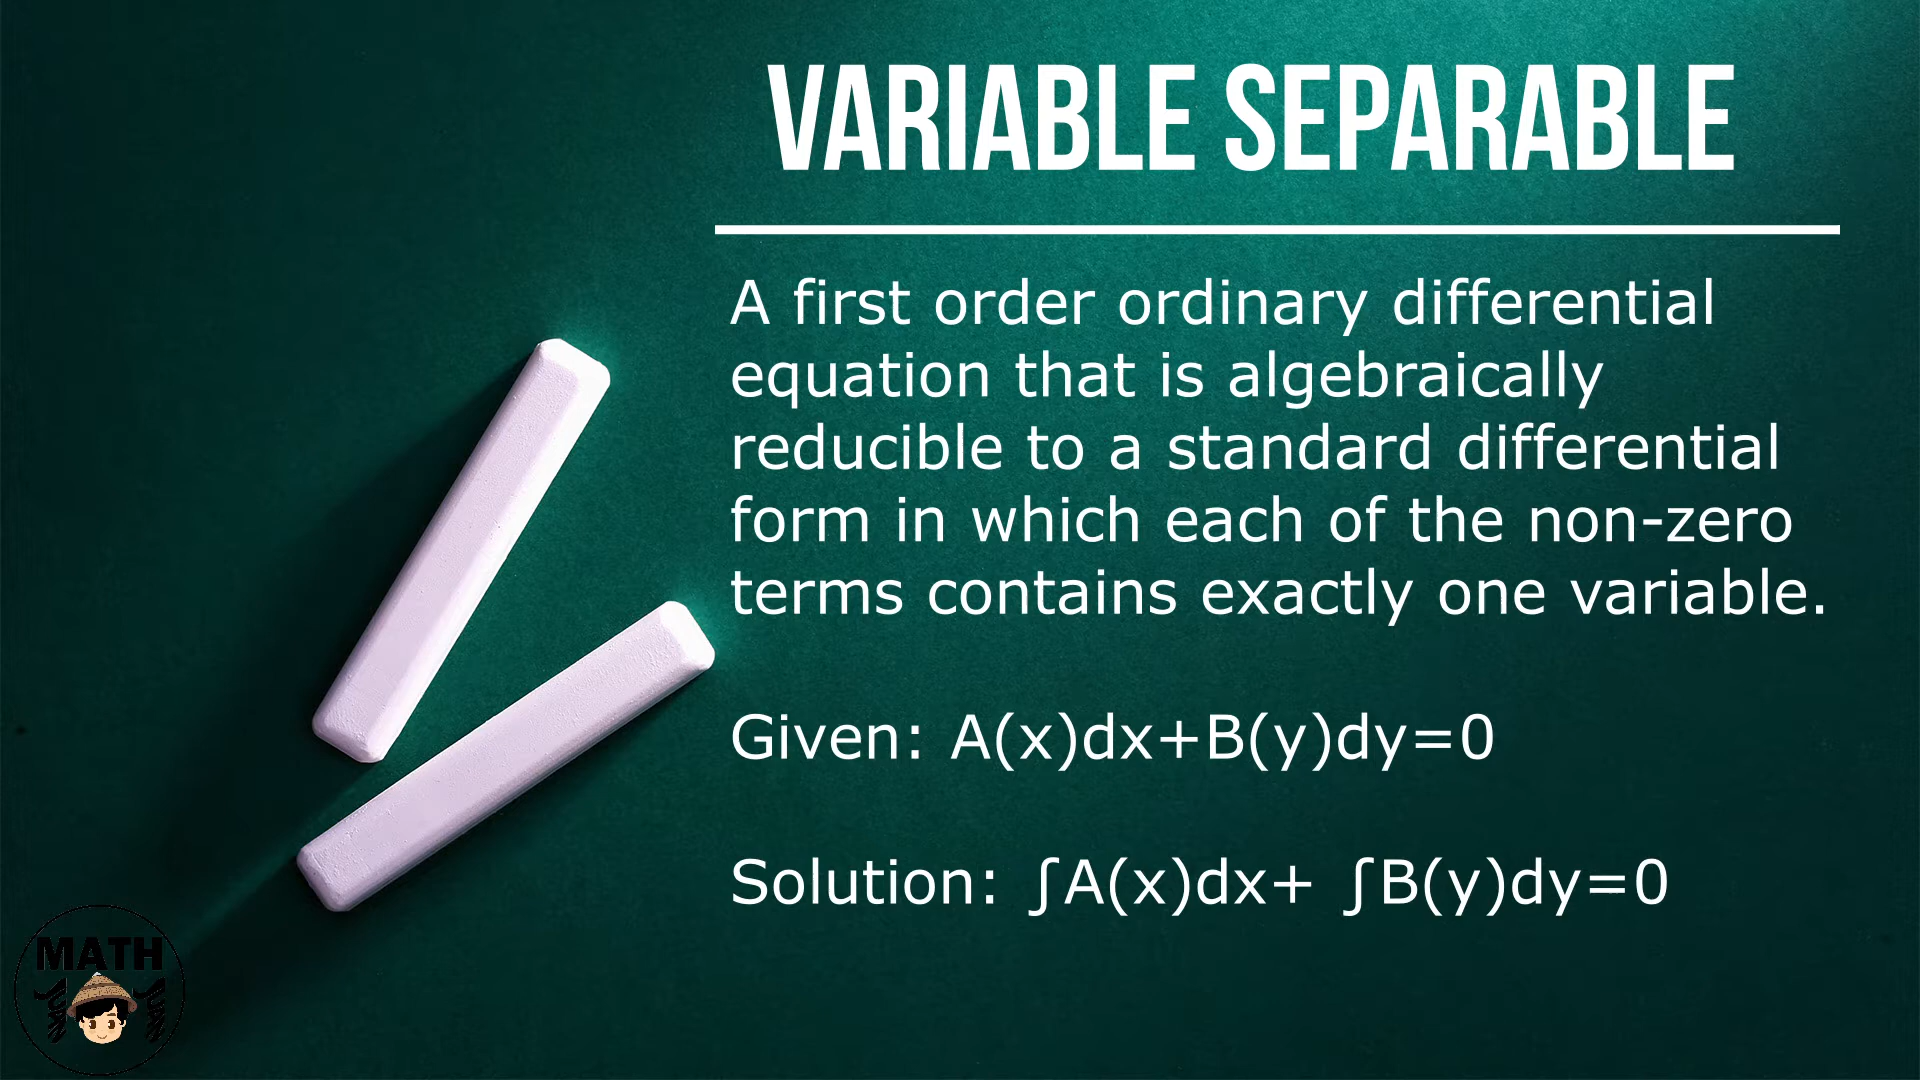 VARIABLE SEPARABLE
A first order ordinary differential
equation that is algebraically
reducible to a standard differential
form in which each of the non-zero
terms contains exactly one variable.
Given: A(x)dx+B(y)dy=0
Solution: ∫A(x)dx+ ∫B(y)dy=0
MATH